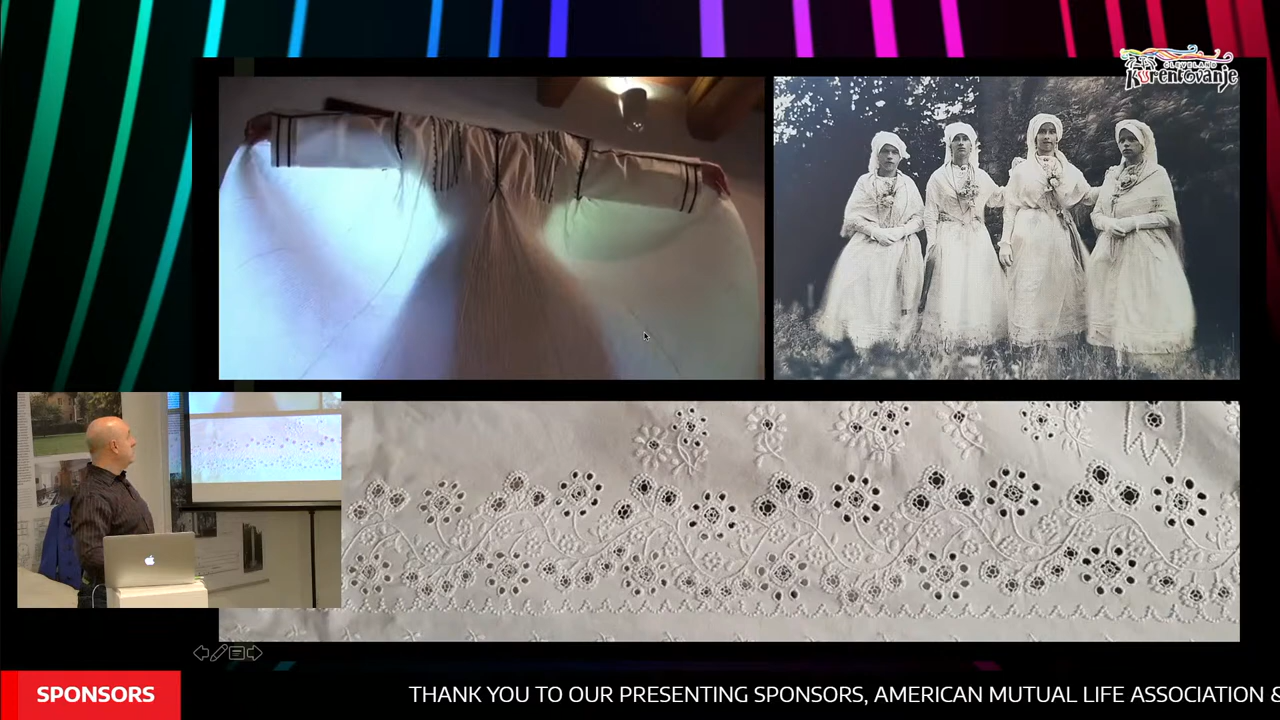 CLEVELAND
Kurentovanje
SPONSORS
THANK YOU TO OUR PRESENTING SPONSORS, AMERICAN MUTUAL LIFE ASSOCIATION &